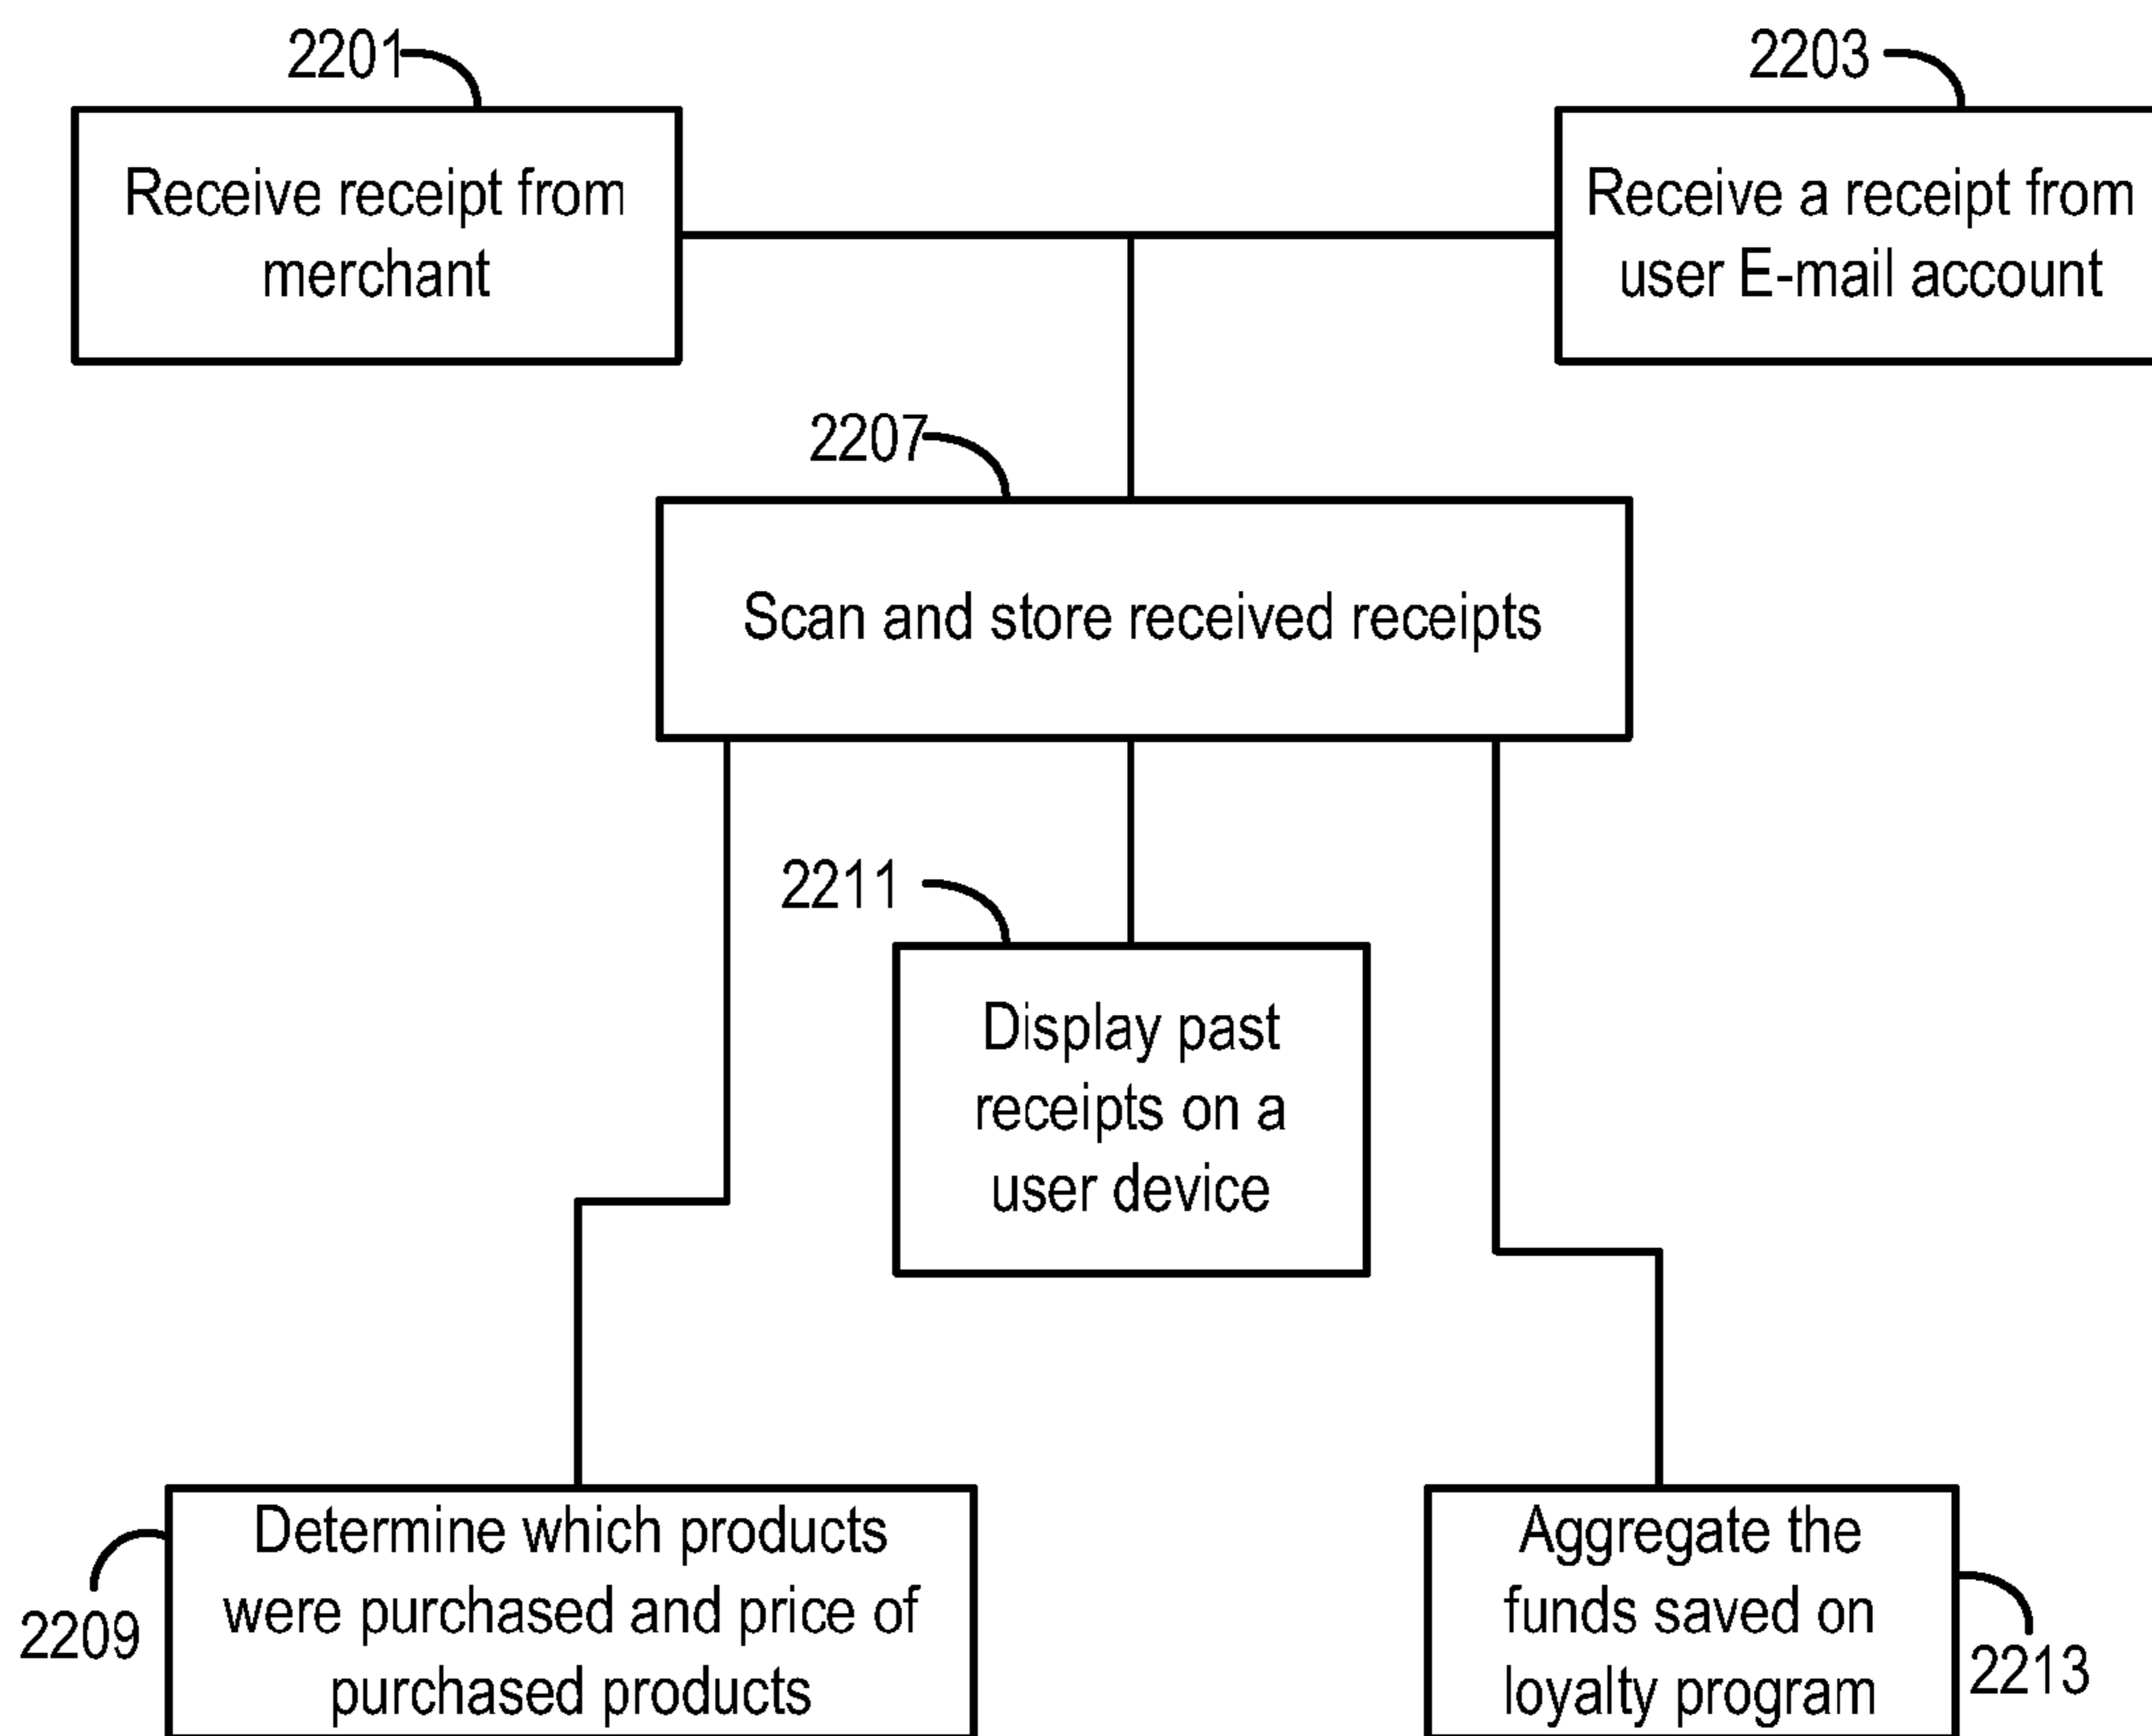 2201
2203
Receive receipt from
merchant
Receive a receipt from
user E-mail account
2207
Scan and store received receipts
2211
Display past
receipts on a
user device
Determine which products
were purchased and price of
purchased products
2209
Aggregate the
funds saved on
loyalty program
2213